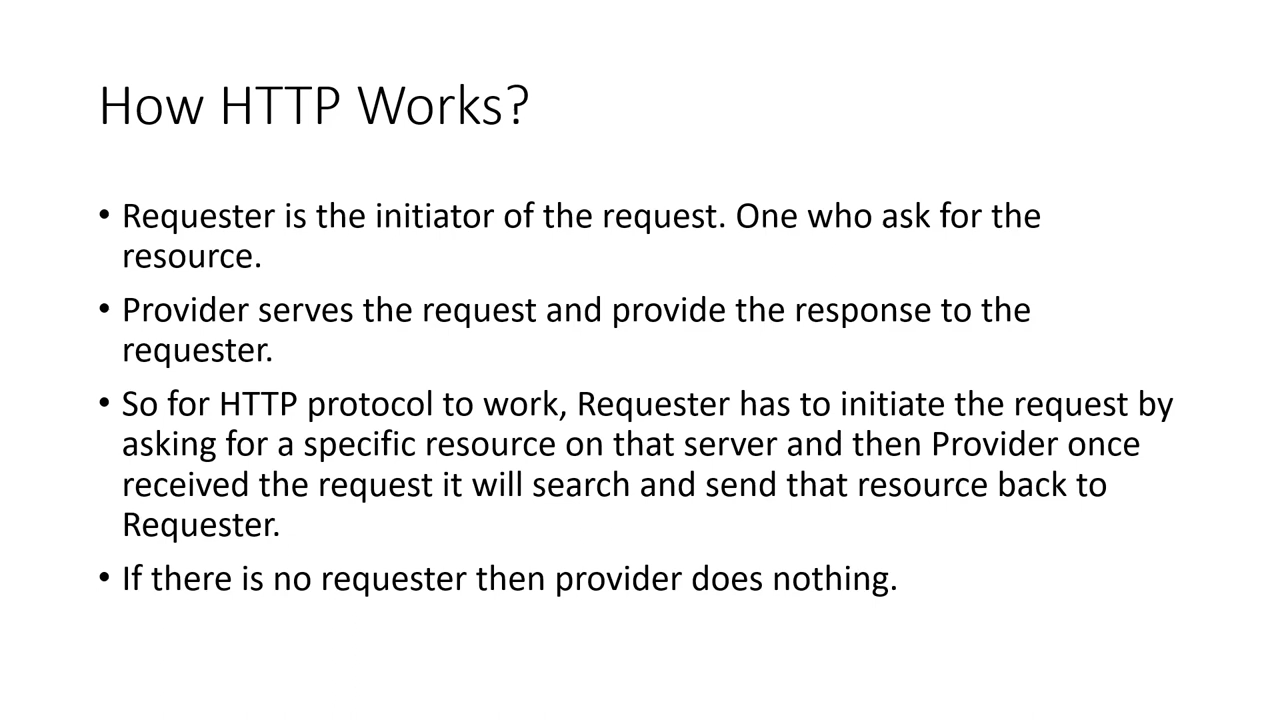 How HTTP Works?
• Requester is the initiator of the request. One who ask for the
resource.
• Provider serves the request and provide the response to the
requester.
• So for HTTP protocol to work, Requester has to initiate the request by
asking for a specific resource on that server and then Provider once
received the request it will search and send that resource back to
Requester.
• If there is no requester then provider does nothing.